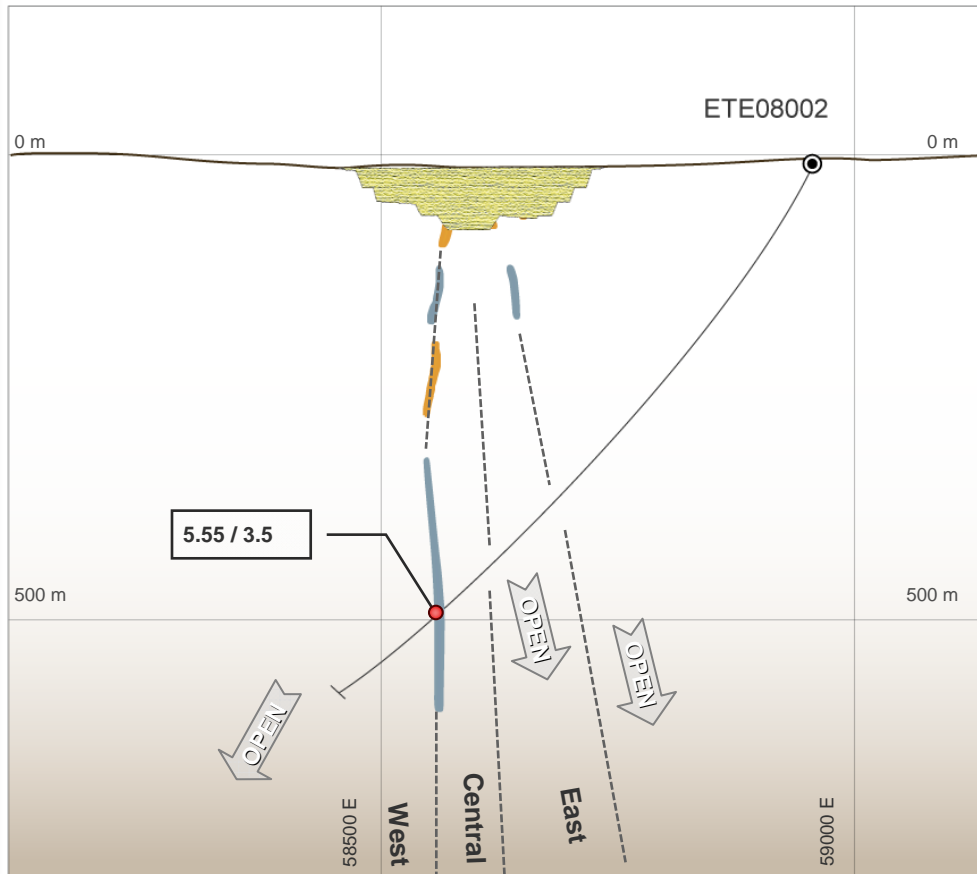 ETE08002
0 m
0 m
5.55 / 3.5
500 m
500 m
OPEN
OPEN
OPEN
58500 E
West
Central
East
59000 E